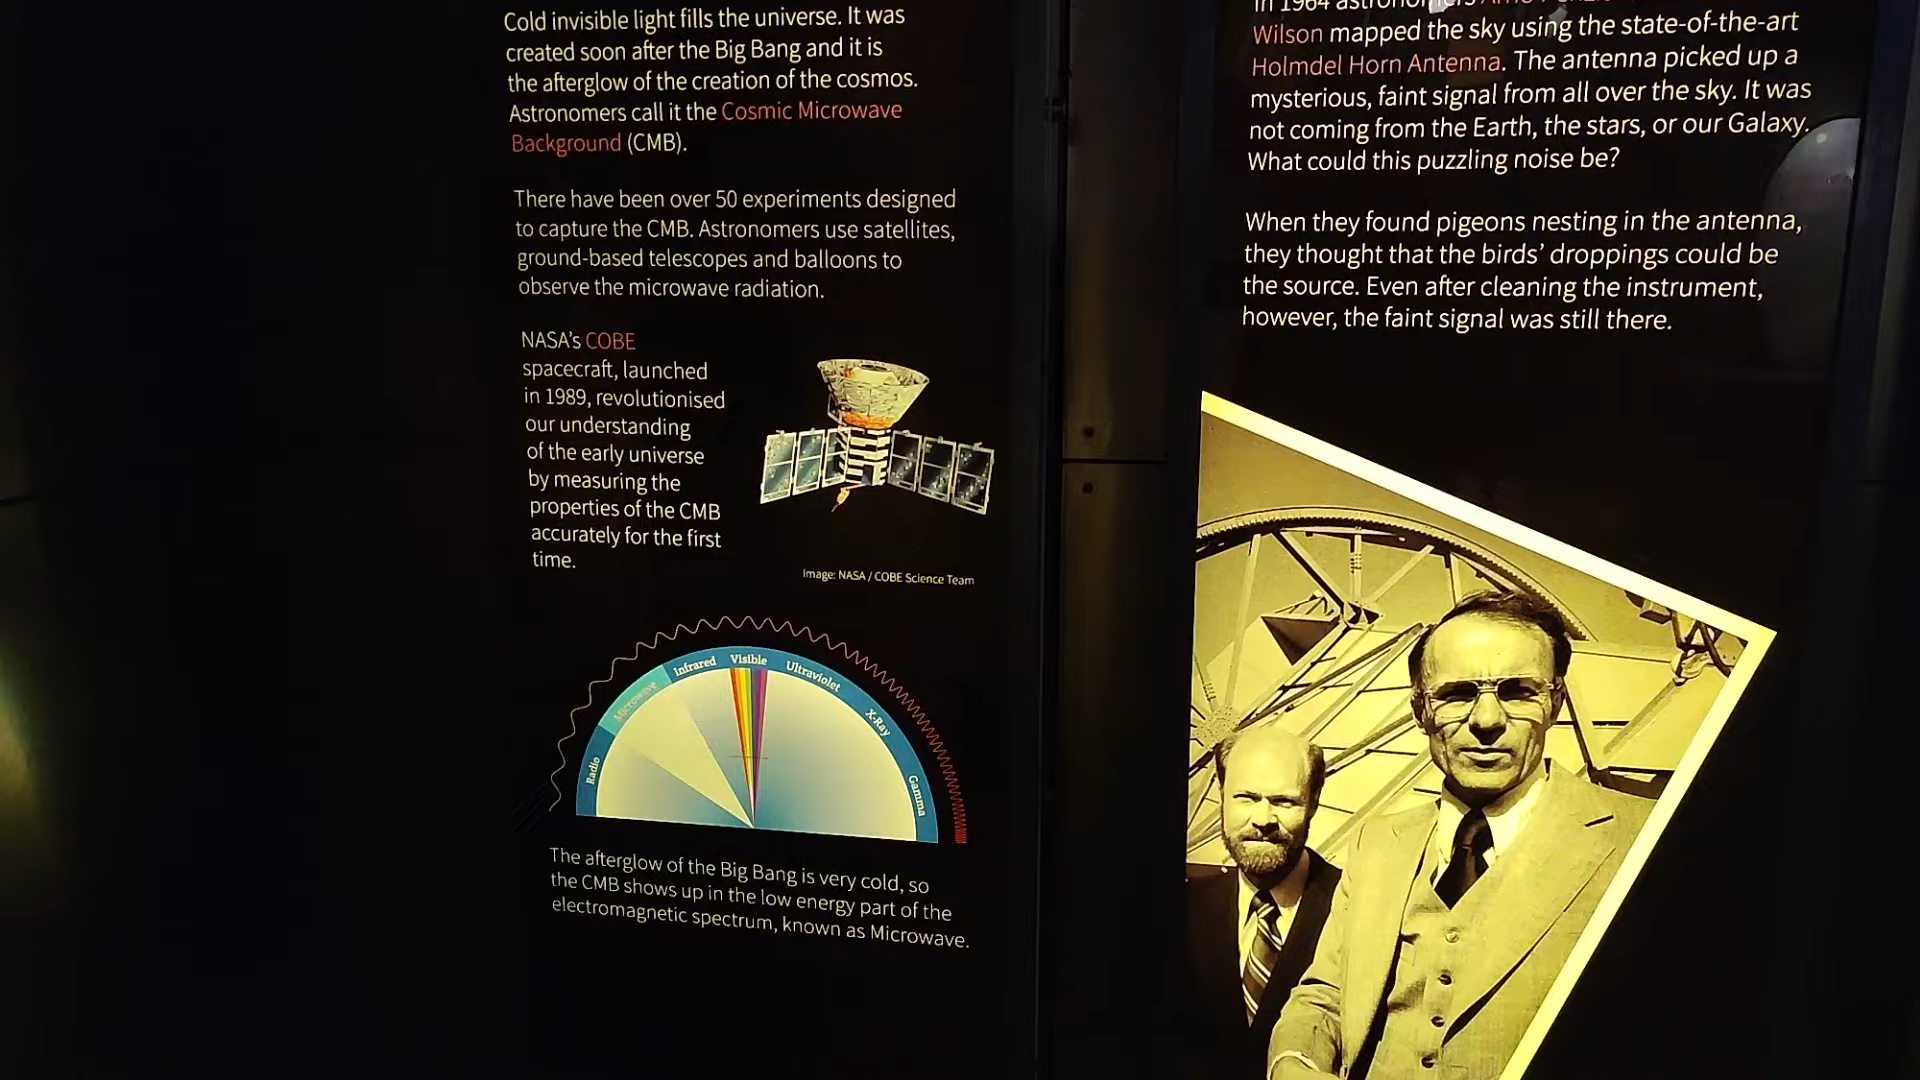 Cold invisible light fills the universe. It was
created soon after the Big Bang and it is
the afterglow of the creation of the cosmos.
Astronomers call it the Cosmic Microwave
Background (CMB).
There have been over 50 experiments designed
to capture the CMB. Astronomers use satellites,
ground-based telescopes and balloons to
observe the microwave radiation.
NASA's COBE
spacecraft, launched
in 1989, revolutionised
our understanding
of the early universe
by measuring the
properties of the CMB
accurately for the first
time.
Image: NASA / COBE Science Team
Radio
Microwave
Infrared
Visible
Ultraviolet
X-Ray
Gamma
The afterglow of the Big Bang is very cold, so
the CMB shows up in the low energy part of the
electromagnetic spectrum, known as Microwave.
In 1964 astronomers
Wilson mapped the sky using the state-of-the-art
Holmdel Horn Antenna. The antenna picked up a
mysterious, faint signal from all over the sky. It was
not coming from the Earth, the stars, or our Galaxy.
What could this puzzling noise be?
When they found pigeons nesting in the antenna,
they thought that the birds' droppings could be
the source. Even after cleaning the instrument,
however, the faint signal was still there.